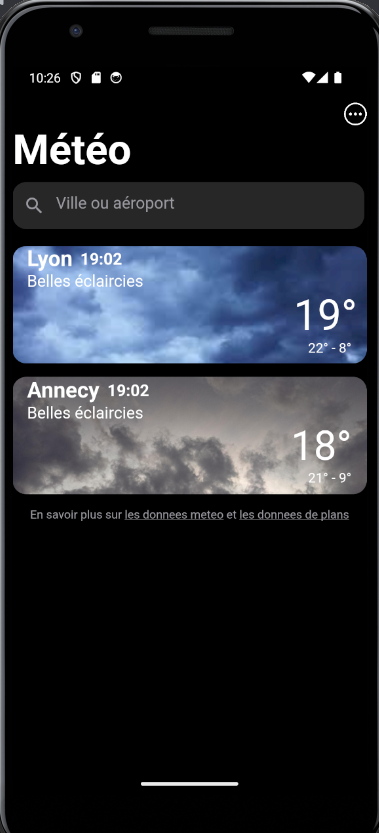 10:26
Météo
Ville ou aéroport
Lyon 19:02
Belles éclaircies
19°
22° - 8°
Annecy 19:02
Belles éclaircies
18°
21° - 9°
En savoir plus sur les donnees meteo et les donnees de plans